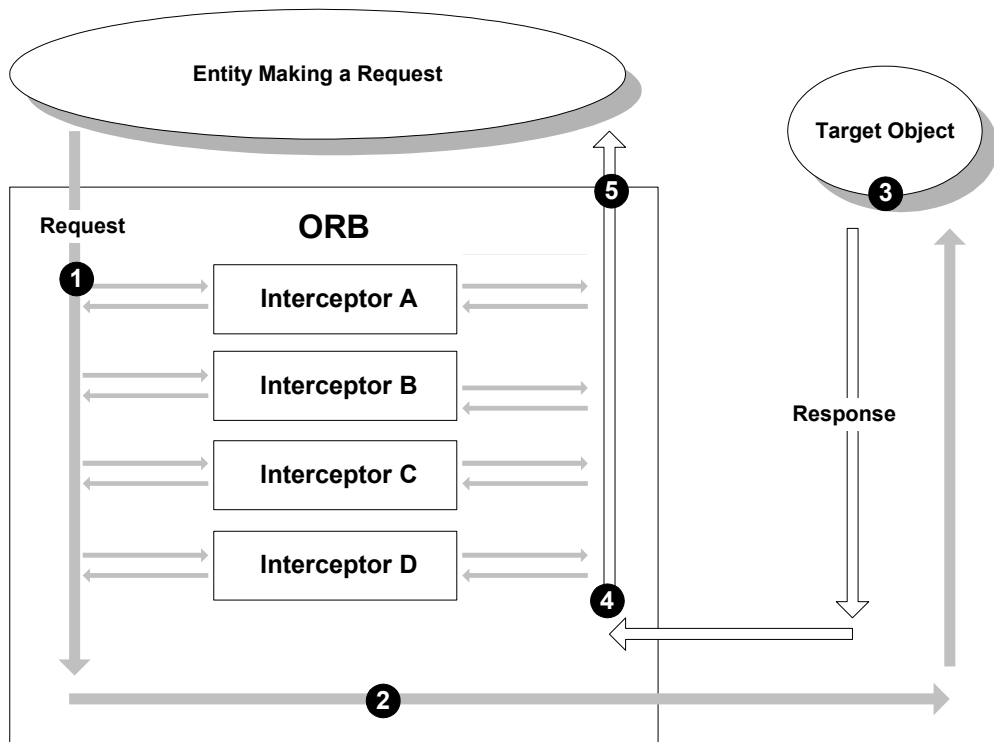 Entity Making a Request
Target Object
3
5
Request
ORB
1
Interceptor A
Interceptor B
Response
Interceptor C
Interceptor D
4
2